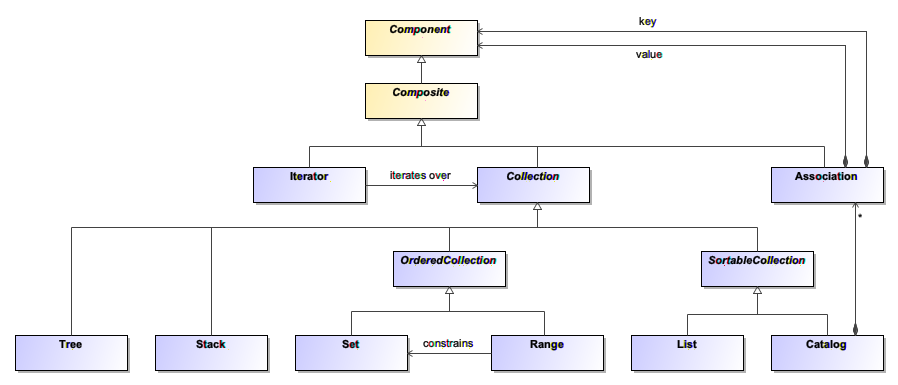 Component
key
value
Composite
Iterator
iterates over
Collection
Association
*
OrderedCollection
SortableCollection
Tree
Stack
Set
constrains
Range
List
Catalog